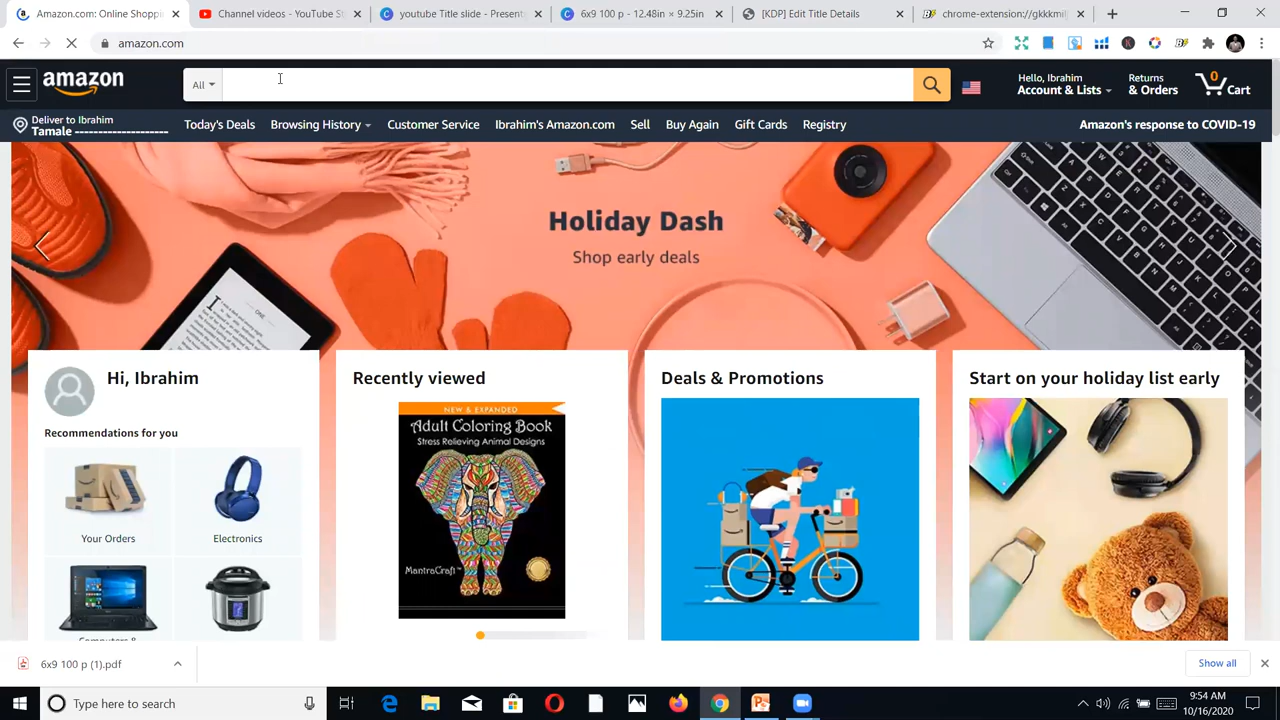 Amazon.com: Online Shoppi
Channel videos - YouTube St
youtube Title slide - Present
6x9 100 p - 12.48in × 9.25in
[KDP] Edit Title Details
chrome-extension://gkkkmil
amazon.com
amazon
All
Hello, Ibrahim
Account & Lists
Returns
& Orders
0
Cart
Deliver to Ibrahim
Tamale --------------------
Today's Deals
Browsing History
Customer Service
Ibrahim's Amazon.com
Sell
Buy Again
Gift Cards
Registry
Amazon's response to COVID-19
Holiday Dash
Shop early deals
Hi, Ibrahim
Recommendations for you
Your Orders
Electronics
Recently viewed
NEW & EXPANDED
Adult Coloring Book
Stress Relieving Animal Designs
MantraCraft™
Deals & Promotions
Start on your holiday list early
6x9 100 p (1).pdf
Show all
Type here to search
9:54 AM
10/16/2020